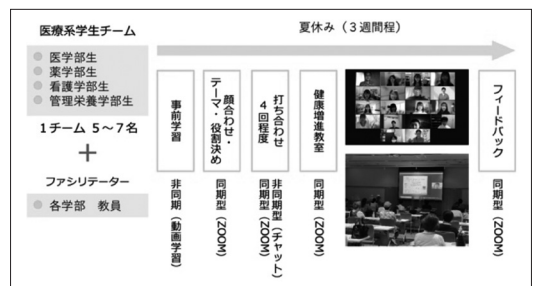 医療系学生チーム
医学部生
薬学部生
看護学部生
管理栄養学部生
1チーム 5～7名
＋
ファシリテーター
各学部 教員
夏休み（3週間程）
事前学習
非同期（動画学習）
顔合わせ・
テーマ・役割決め
同期型（ZOOM）
打ち合わせ
4回程度
非同期型（チャット）
同期型（ZOOM）
健康増進教室
同期型（ZOOM）
フィードバック
同期型（ZOOM）